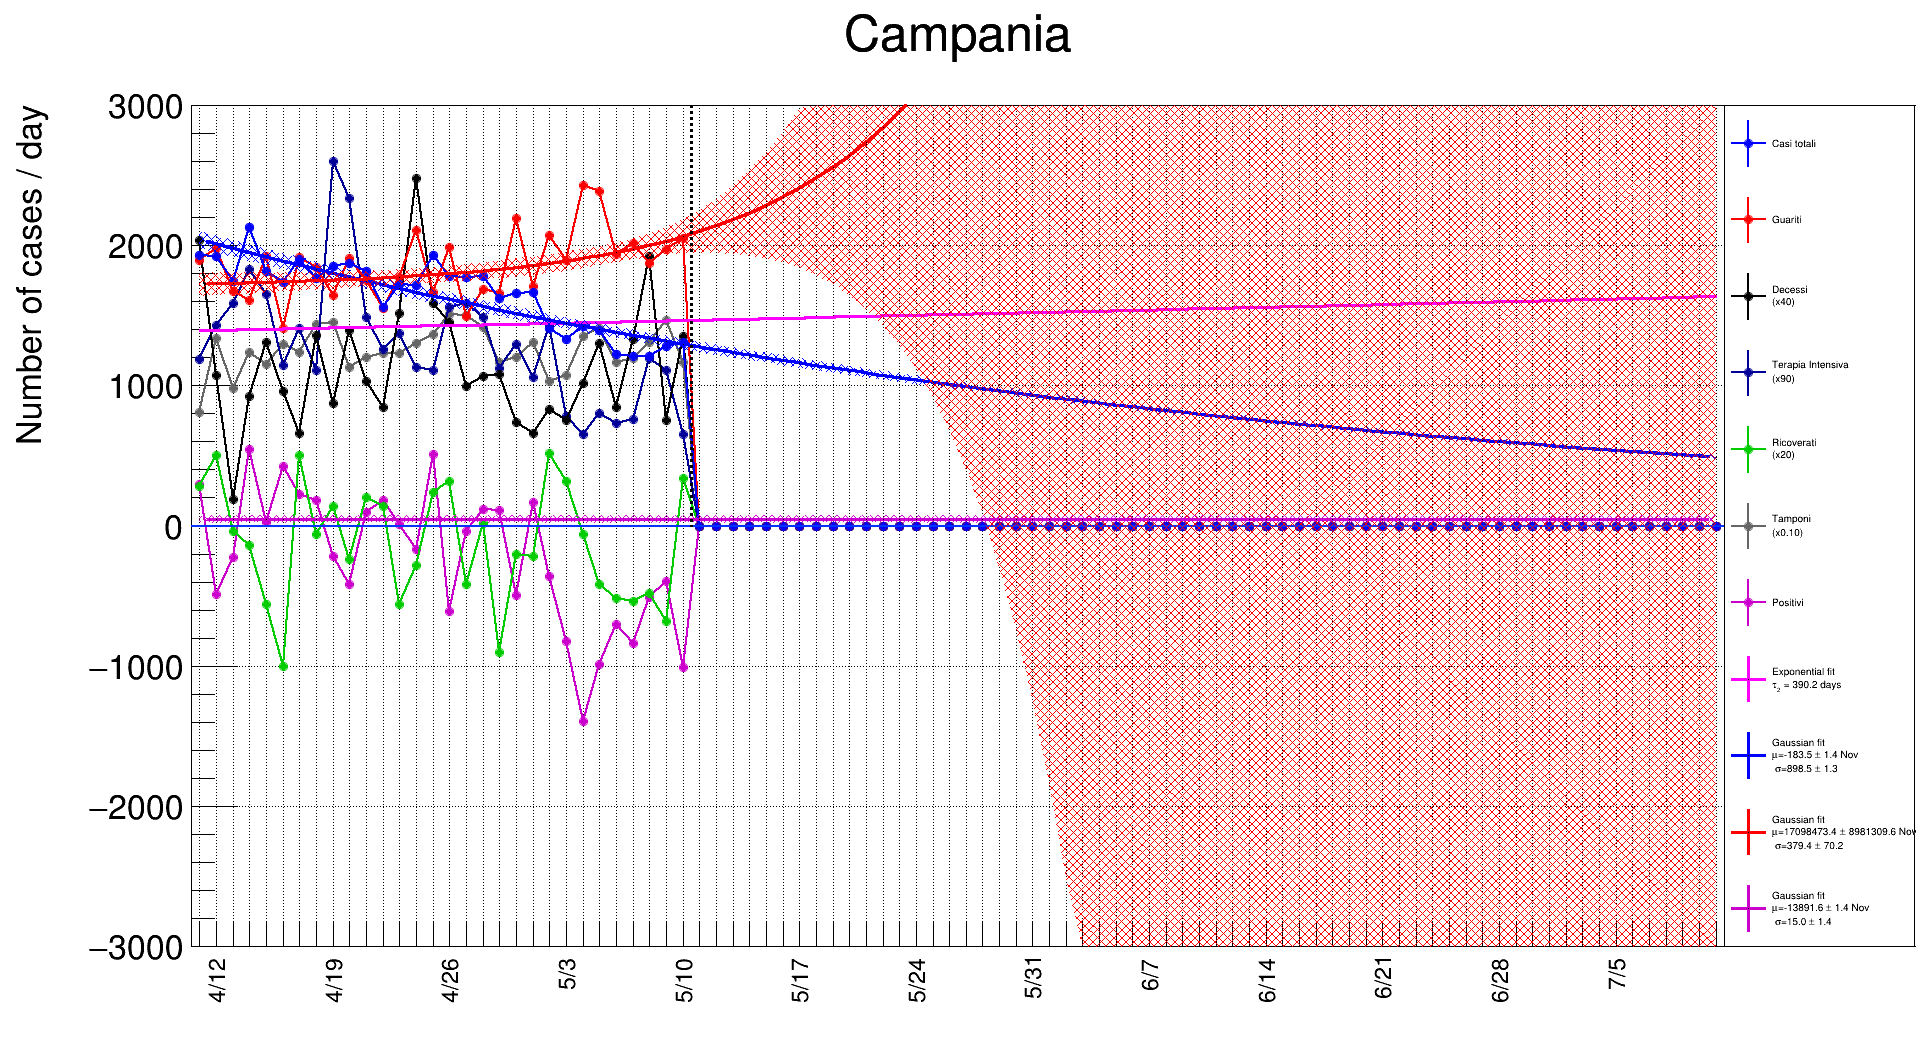 Campania
Number of cases / day
3000
2000
1000
0
−1000
−2000
−3000
4/12
4/19
4/26
5/3
5/10
5/17
5/24
5/31
6/7
6/14
6/21
6/28
7/5
Casi totali
Guariti
Decessi
(x40)
Terapia Intensiva
(x90)
Ricoverati
(x20)
Tamponi
(x0.10)
Positivi
Exponential fit
τ₂ = 390.2 days
Gaussian fit
μ=-183.5 ± 1.4 Nov
σ=898.5 ± 1.3
Gaussian fit
μ=17098473.4 ± 8981309.6 Nov
σ=379.4 ± 70.2
Gaussian fit
μ=-13891.6 ± 1.4 Nov
σ=15.0 ± 1.4